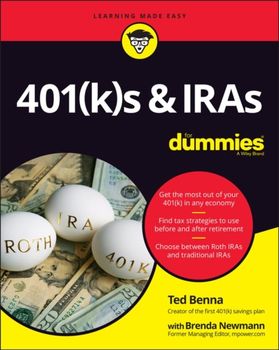 LEARNING MADE EASY
401(k)s & IRAs
for
dummies
A Wiley Brand
Get the most out of your
401(k) in any economy
Find tax strategies to use
before and after retirement
Choose between Roth IRAs
and traditional IRAs
ROTH
IRA
401K
Ted Benna
Creator of the first 401(k) savings plan
with Brenda Newmann
Former Managing Editor, mpower.com